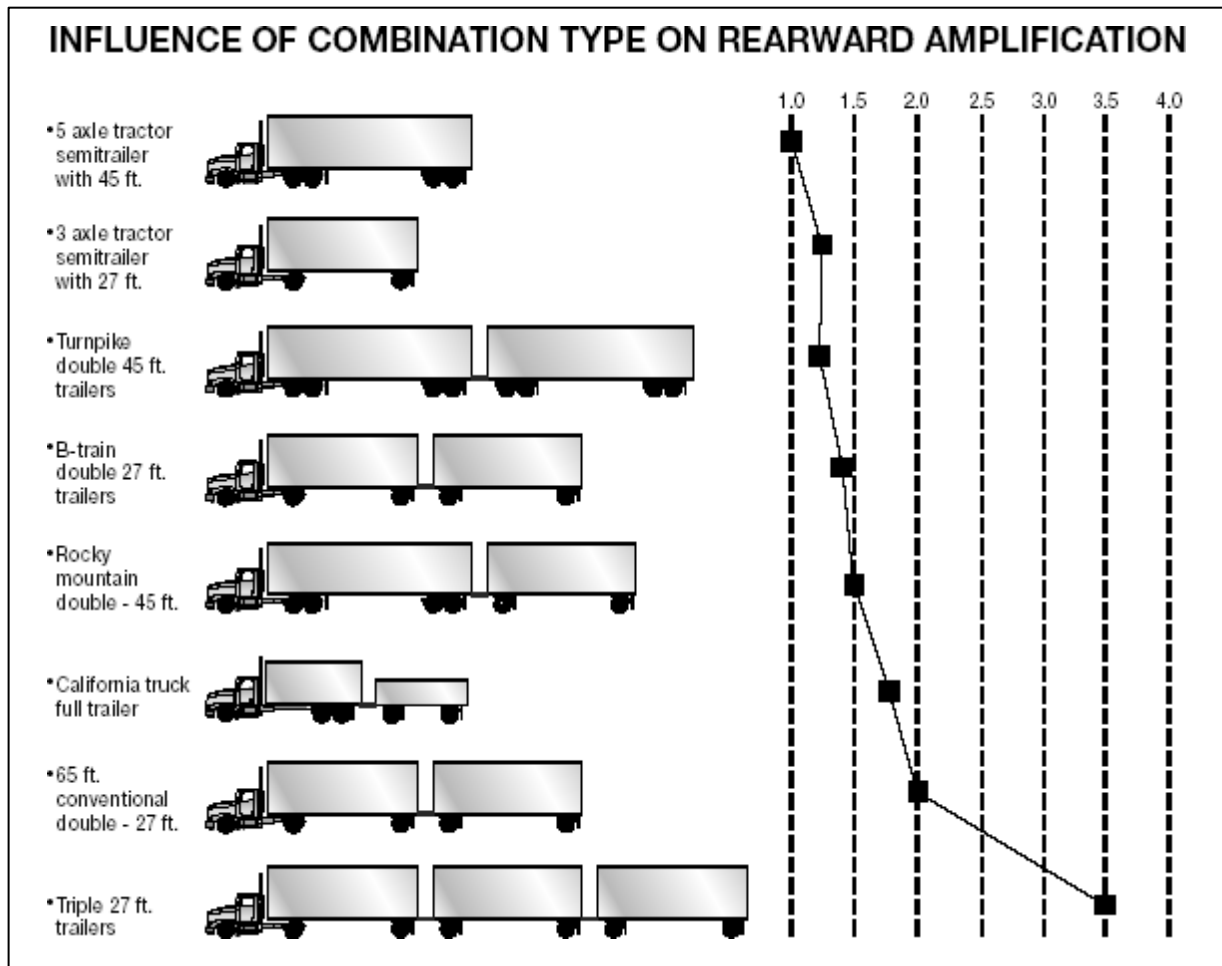 INFLUENCE OF COMBINATION TYPE ON REARWARD AMPLIFICATION
1.0 1.5 2.0 2.5 3.0 3.5 4.0
•5 axle tractor
semitrailer
with 45 ft.
•3 axle tractor
semitrailer
with 27 ft.
•Turnpike
double 45 ft.
trailers
•B-train
double 27 ft.
trailers
•Rocky
mountain
double - 45 ft.
•California truck
full trailer
•65 ft.
conventional
double - 27 ft.
•Triple 27 ft.
trailers